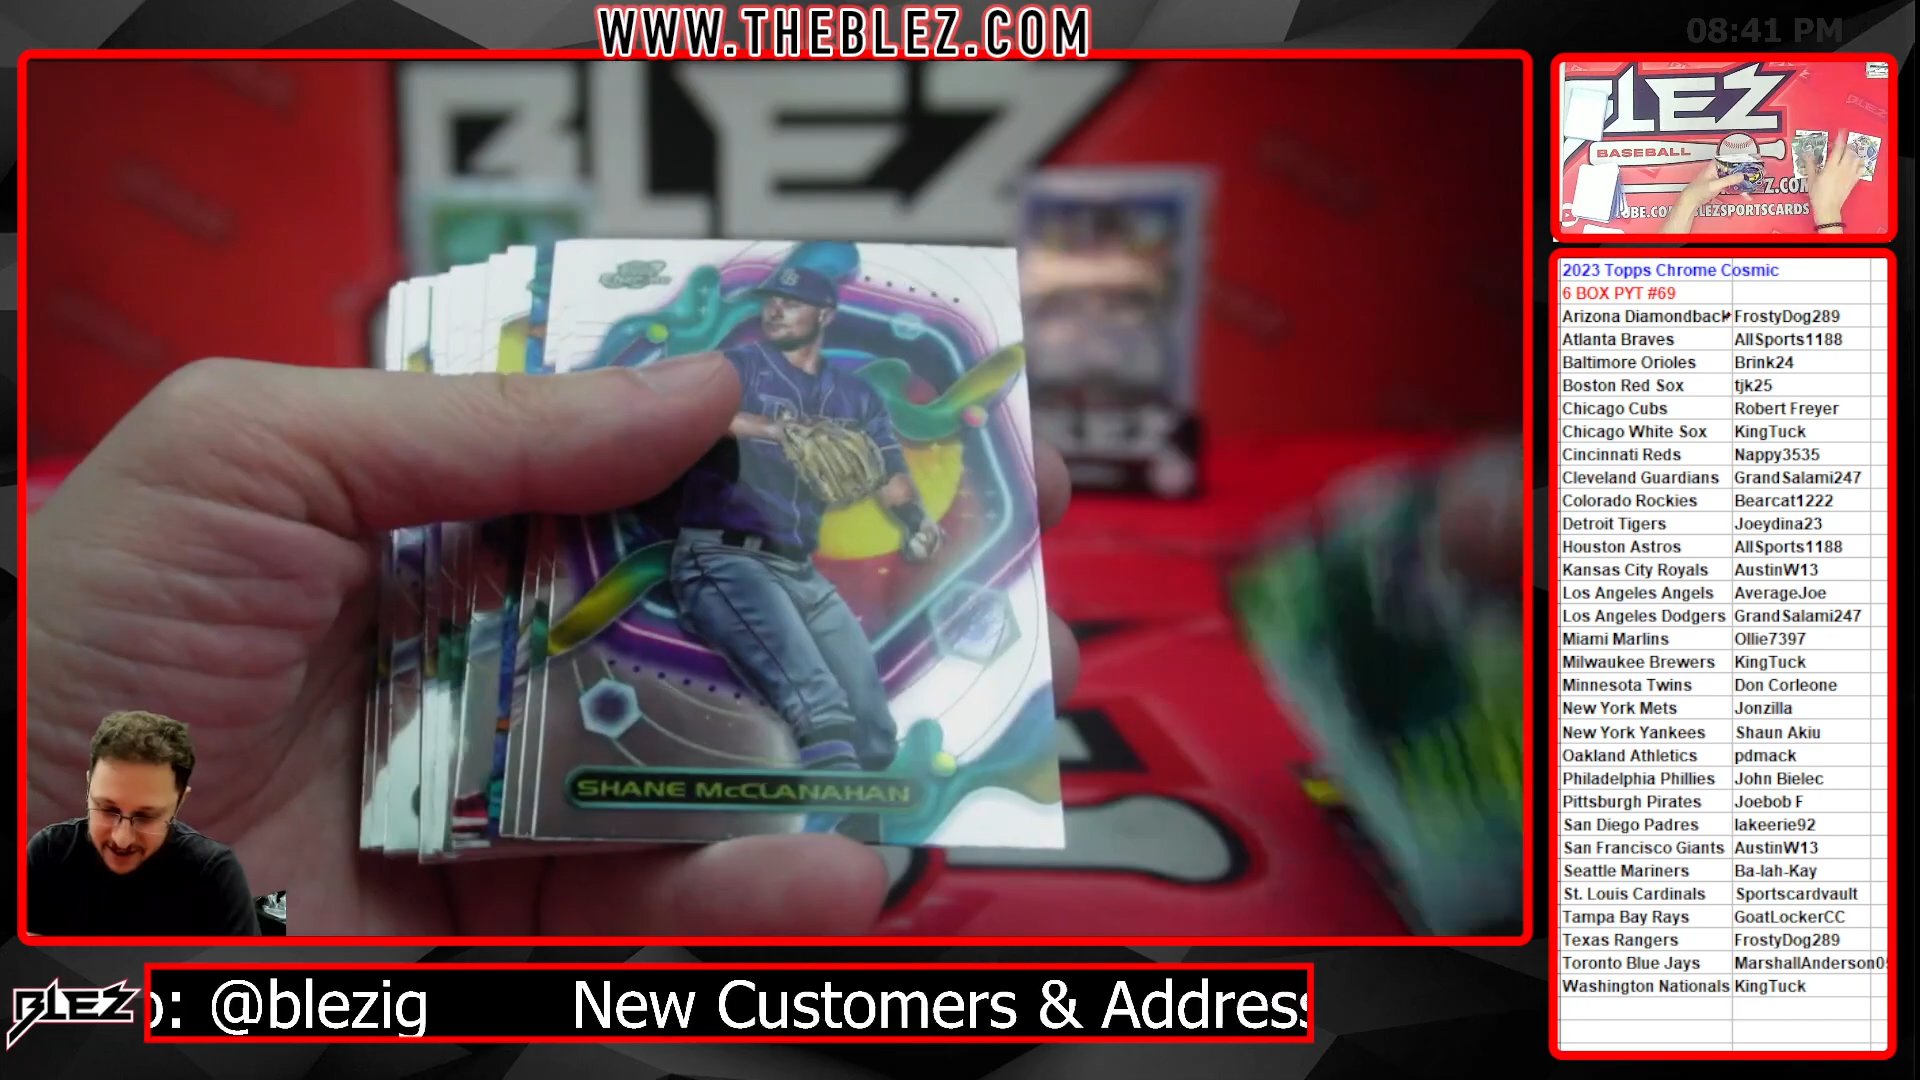 WWW.THEBLEZ.COM
08:41 PM
BLEZ
SHANE McCLANAHAN
BLEZ
BASEBALL
2023 Topps Chrome Cosmic
6 BOX PYT #69
Arizona Diamondback FrostyDog289
Atlanta Braves AllSports1188
Baltimore Orioles Brink24
Boston Red Sox tjk25
Chicago Cubs Robert Freyer
Chicago White Sox KingTuck
Cincinnati Reds Nappy3535
Cleveland Guardians GrandSalami247
Colorado Rockies Bearcat1222
Detroit Tigers Joeydina23
Houston Astros AllSports1188
Kansas City Royals AustinW13
Los Angeles Angels AverageJoe
Los Angeles Dodgers GrandSalami247
Miami Marlins Ollie7397
Milwaukee Brewers KingTuck
Minnesota Twins Don Corleone
New York Mets Jonzilla
New York Yankees Shaun Akiu
Oakland Athletics pdmack
Philadelphia Phillies John Bielec
Pittsburgh Pirates Joebob F
San Diego Padres lakeerie92
San Francisco Giants AustinW13
Seattle Mariners Ba-lah-Kay
St. Louis Cardinals Sportscardvault
Tampa Bay Rays GoatLockerCC
Texas Rangers FrostyDog289
Toronto Blue Jays MarshallAnderson05
Washington Nationals KingTuck
BLEZ
o: @blezig New Customers & Address